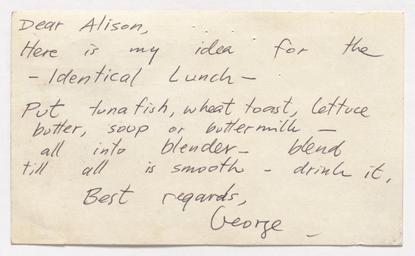 Dear Alison,
Here is my idea for the
- Identical Lunch -
Put tunafish, wheat toast, lettuce
butter, soup or buttermilk -
all into blender - blend
till all is smooth - drink it.
Best regards,
George -